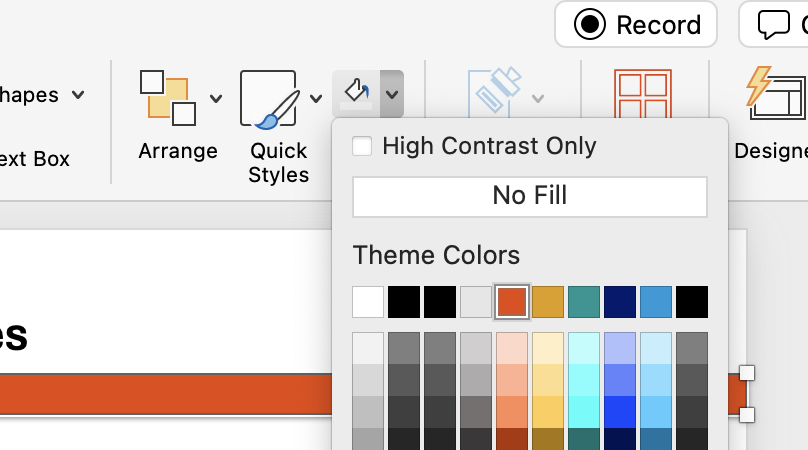 Record
hapes
ext Box
Arrange
Quick
Styles
Designe
High Contrast Only
No Fill
Theme Colors
es